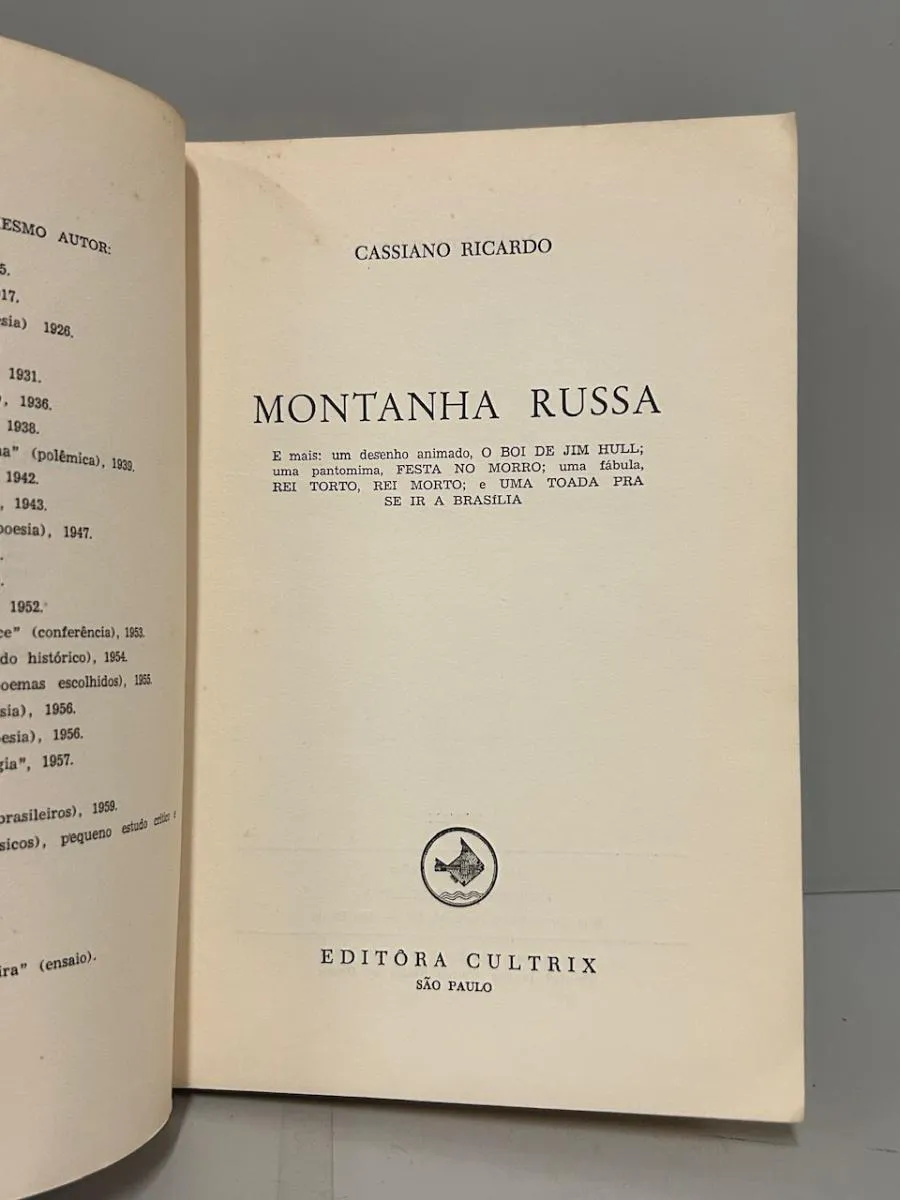 MESMO AUTOR:
5.
17.
sia) 1926.
1931.
, 1936.
1938.
a" (polêmica), 1939.
1942.
, 1943.
poesia), 1947.
1952.
ce" (conferência), 1953.
do histórico), 1954.
oemas escolhidos), 1955.
sia), 1956.
esia), 1956.
gia", 1957.
brasileiros), 1959.
sicos), pequeno estudo crítico e
ira" (ensaio).
CASSIANO RICARDO
MONTANHA RUSSA
E mais: um desenho animado, O BOI DE JIM HULL;
uma pantomima, FESTA NO MORRO; uma fábula,
REI TORTO, REI MORTO; e UMA TOADA PRA
SE IR A BRASÍLIA
EDITÔRA CULTRIX
SÃO PAULO